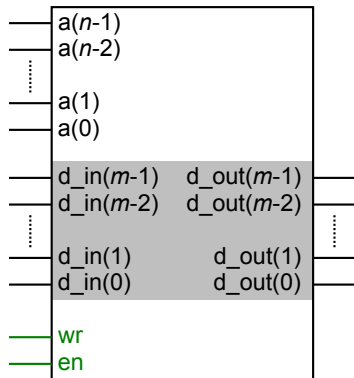 a(n-1)
a(n-2)
a(1)
a(0)
d_in(m-1) d_out(m-1)
d_in(m-2) d_out(m-2)
d_in(1) d_out(1)
d_in(0) d_out(0)
wr
en